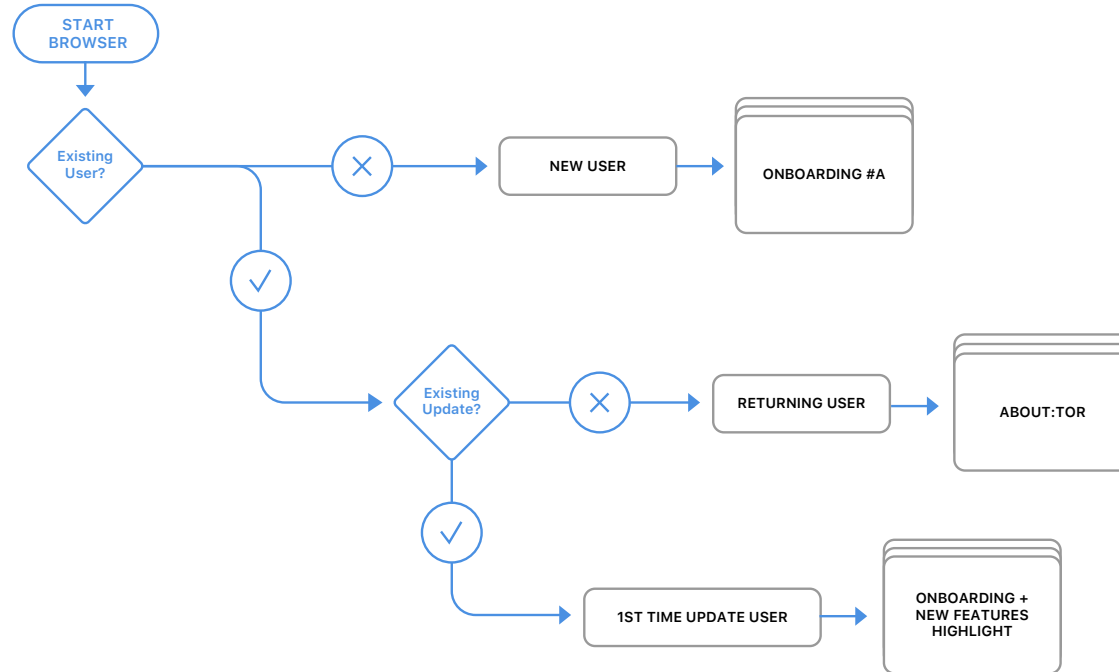 START
BROWSER
Existing
User?
NEW USER
ONBOARDING #A
Existing
Update?
RETURNING USER
ABOUT:TOR
1ST TIME UPDATE USER
ONBOARDING +
NEW FEATURES
HIGHLIGHT